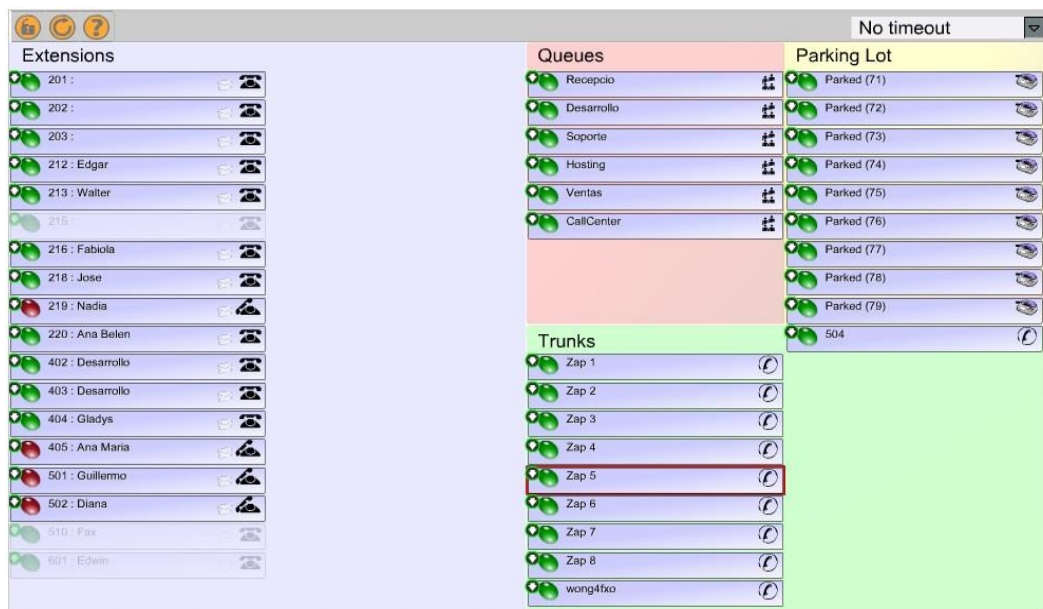 No timeout
Extensions
201 :
202 :
203 :
212 : Edgar
213 : Walter
215 :
216 : Fabiola
218 : Jose
219 : Nadia
220 : Ana Belen
402 : Desarrollo
403 : Desarrollo
404 : Gladys
405 : Ana Maria
501 : Guillermo
502 : Diana
510 : Fax
601 : Edwin
Queues
Recepcio
Desarrollo
Soporte
Hosting
Ventas
CallCenter
Trunks
Zap 1
Zap 2
Zap 3
Zap 4
Zap 5
Zap 6
Zap 7
Zap 8
wong4fxo
Parking Lot
Parked (71)
Parked (72)
Parked (73)
Parked (74)
Parked (75)
Parked (76)
Parked (77)
Parked (78)
Parked (79)
504